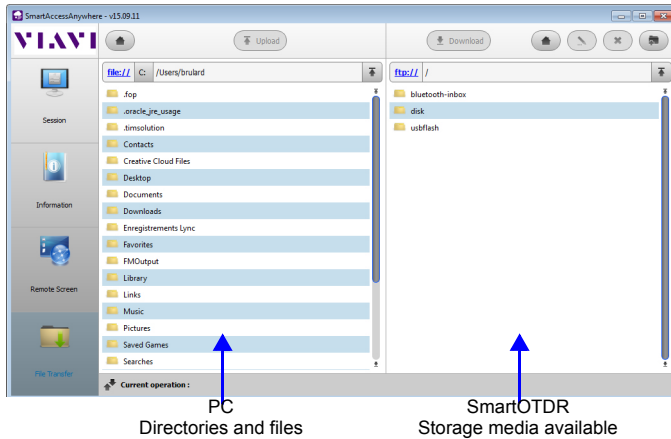 SmartAccessAnywhere - v15.09.11
VIAVI
Upload
Download
file:// C: /Users/brulard
ftp:// /
Session
Information
Remote Screen
File Transfer
.fop
.oracle_jre_usage
.timsolution
Contacts
Creative Cloud Files
Desktop
Documents
Downloads
Enregistrements Lync
Favorites
FMOutput
Library
Links
Music
Pictures
Saved Games
Searches
bluetooth-inbox
disk
usbflash
Current operation :
PC
Directories and files
SmartOTDR
Storage media available